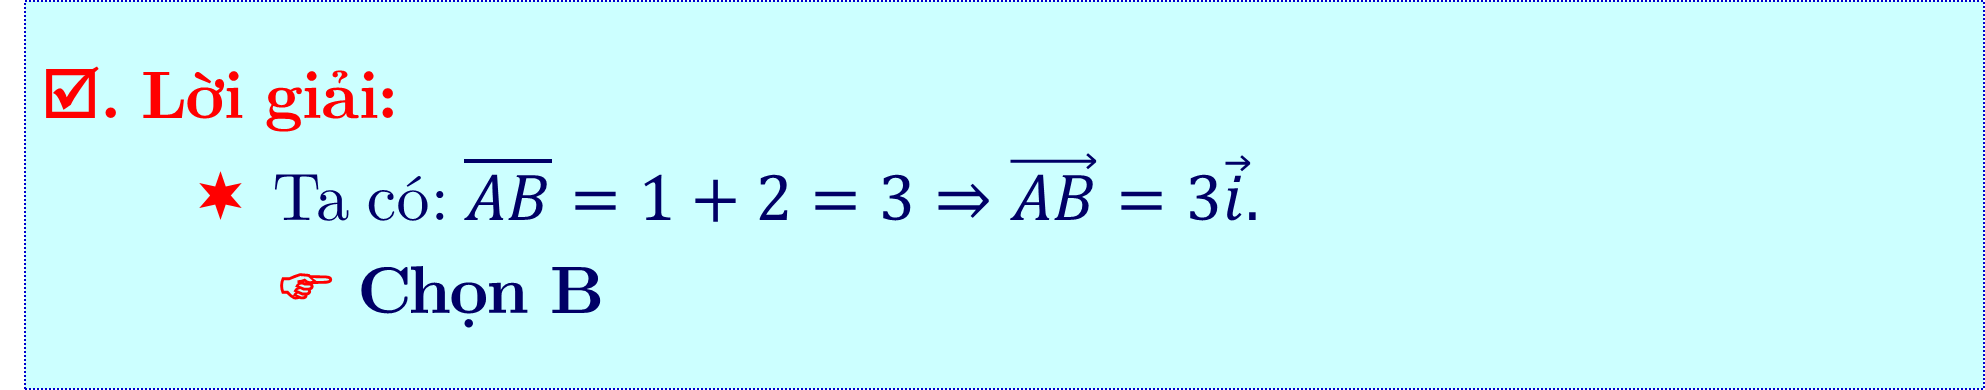 ☑. Lời giải:
✶ Ta có: $\overline{AB} = 1 + 2 = 3 \Rightarrow \overrightarrow{AB} = 3\vec{i}$.
☞ Chọn B